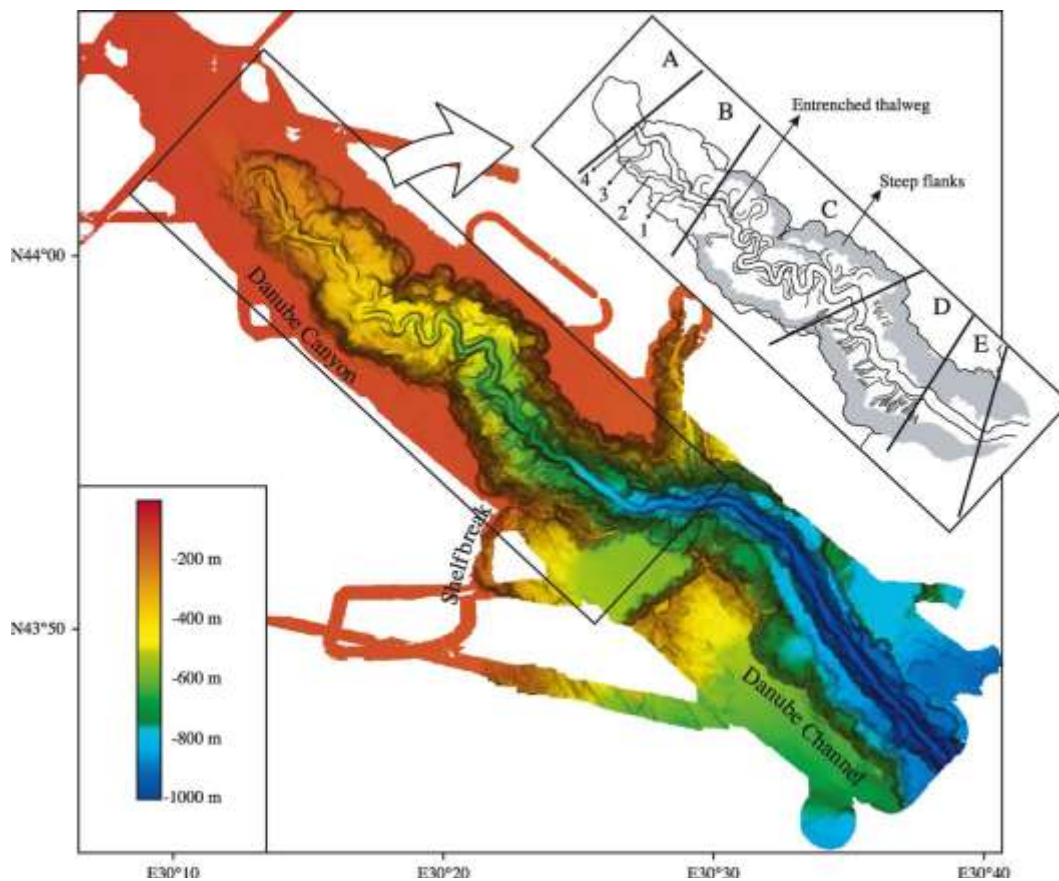 A
B
Entrenched thalweg
Steep flanks
4
3
2
1
C
D
E
N44°00
Danube Canyon
Shelfbreak
N43°50
-200 m
-400 m
-600 m
-800 m
-1000 m
Danube Channel
E30°10
E30°20
E30°30
E30°40